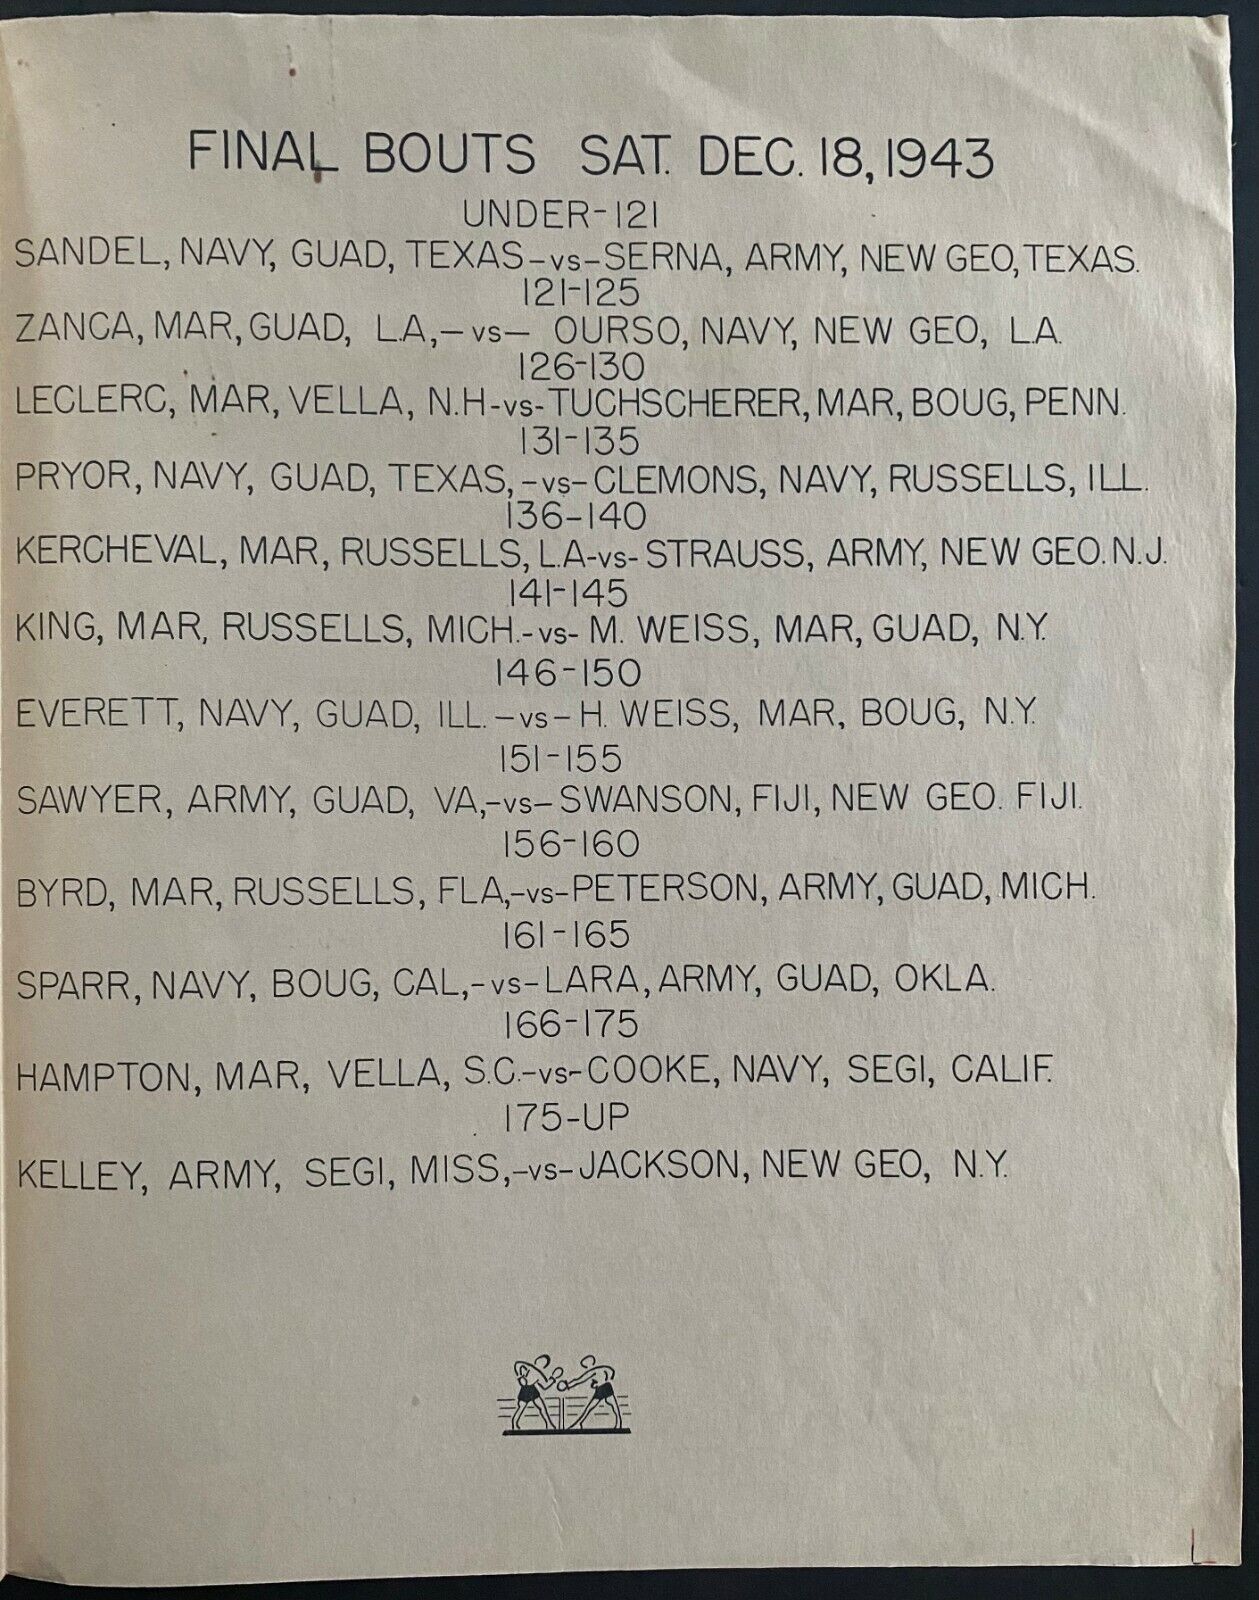 FINAL BOUTS SAT. DEC. 18, 1943
UNDER-121
SANDEL, NAVY, GUAD, TEXAS-vs-SERNA, ARMY, NEW GEO, TEXAS.
121-125
ZANCA, MAR, GUAD, L.A,-vs- OURSO, NAVY, NEW GEO, L.A.
126-130
LECLERC, MAR, VELLA, N.H-vs-TUCHSCHERER, MAR, BOUG, PENN.
131-135
PRYOR, NAVY, GUAD, TEXAS,-vs-CLEMONS, NAVY, RUSSELLS, ILL.
136-140
KERCHEVAL, MAR, RUSSELLS, L.A-vs-STRAUSS, ARMY, NEW GEO. N.J.
141-145
KING, MAR, RUSSELLS, MICH.-vs- M. WEISS, MAR, GUAD, N.Y.
146-150
EVERETT, NAVY, GUAD, ILL. -vs- H. WEISS, MAR, BOUG, N.Y.
151-155
SAWYER, ARMY, GUAD, VA,-vs-SWANSON, FIJI, NEW GEO. FIJI.
156-160
BYRD, MAR, RUSSELLS, FLA,-vs-PETERSON, ARMY, GUAD, MICH.
161-165
SPARR, NAVY, BOUG, CAL,-vs-LARA, ARMY, GUAD, OKLA.
166-175
HAMPTON, MAR, VELLA, S.C.-vs-COOKE, NAVY, SEGI, CALIF.
175-UP
KELLEY, ARMY, SEGI, MISS,-vs-JACKSON, NEW GEO, N.Y.